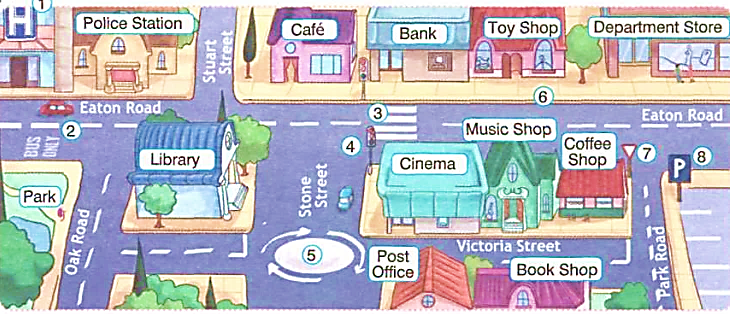 H
1
Police Station
Stuart
Street
Café
Bank
Toy Shop
Department Store
Eaton Road
2
BUS
ONLY
3
6
Eaton Road
4
Library
Cinema
Music Shop
Coffee
Shop
7
P
8
Park
Oak Road
Stone
Street
5
Post
Office
Victoria Street
Book Shop
Park Road